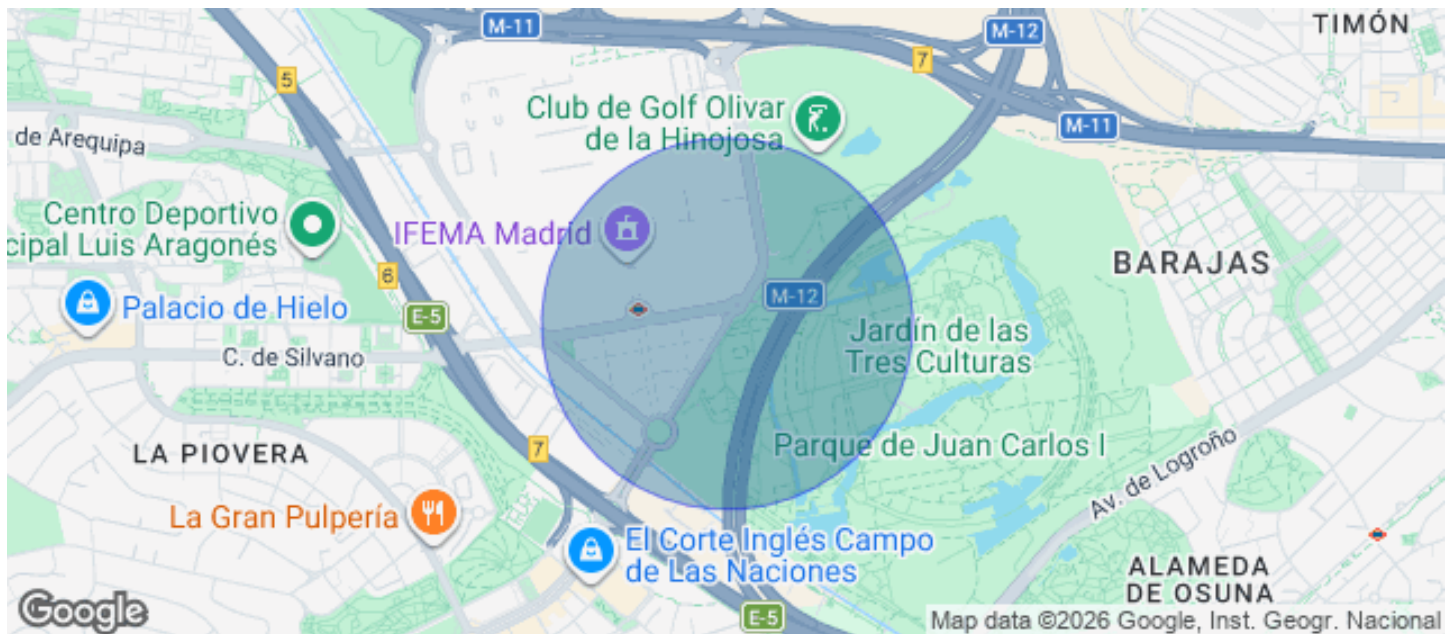 M-11
M-12
TIMÓN
5
7
Club de Golf Olivar
de la Hinojosa
M-11
de Arequipa
Centro Deportivo
cipal Luis Aragonés
IFEMA Madrid
BARAJAS
6
Palacio de Hielo
E-5
M-12
C. de Silvano
Jardín de las
Tres Culturas
LA PIOVERA
7
Parque de Juan Carlos I
Av. de Logroño
La Gran Pulpería
El Corte Inglés Campo
de Las Naciones
ALAMEDA
DE OSUNA
Google
E-5
Map data ©2026 Google, Inst. Geogr. Nacional